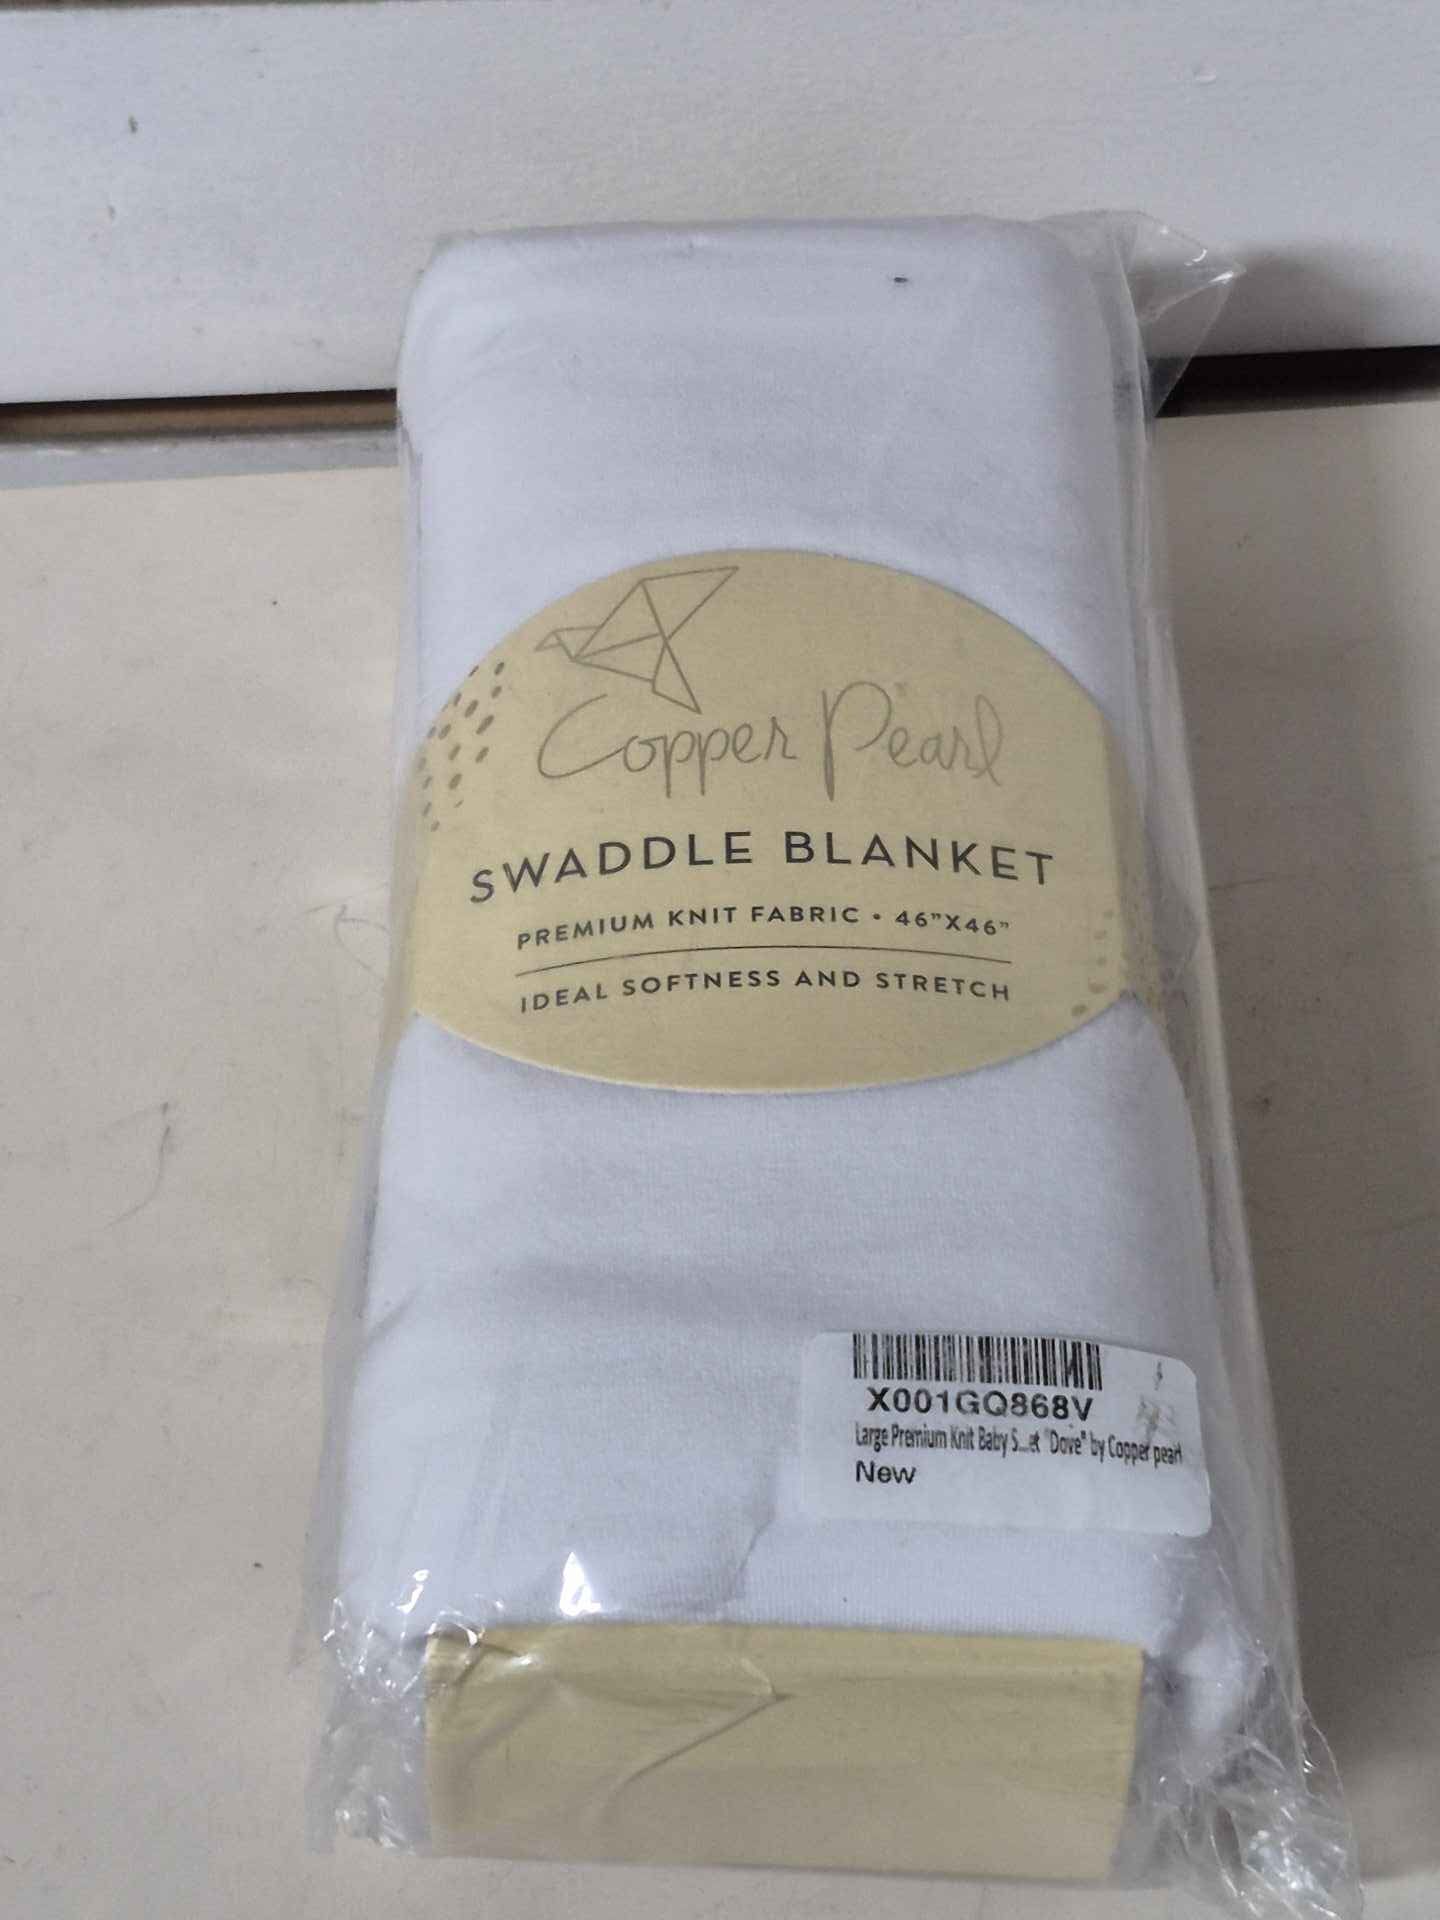 Copper Pearl
SWADDLE BLANKET
PREMIUM KNIT FABRIC • 46”X46”
IDEAL SOFTNESS AND STRETCH
X001GQ868V
Large Premium Knit Baby S...et "Dove" by Copper pearl
New